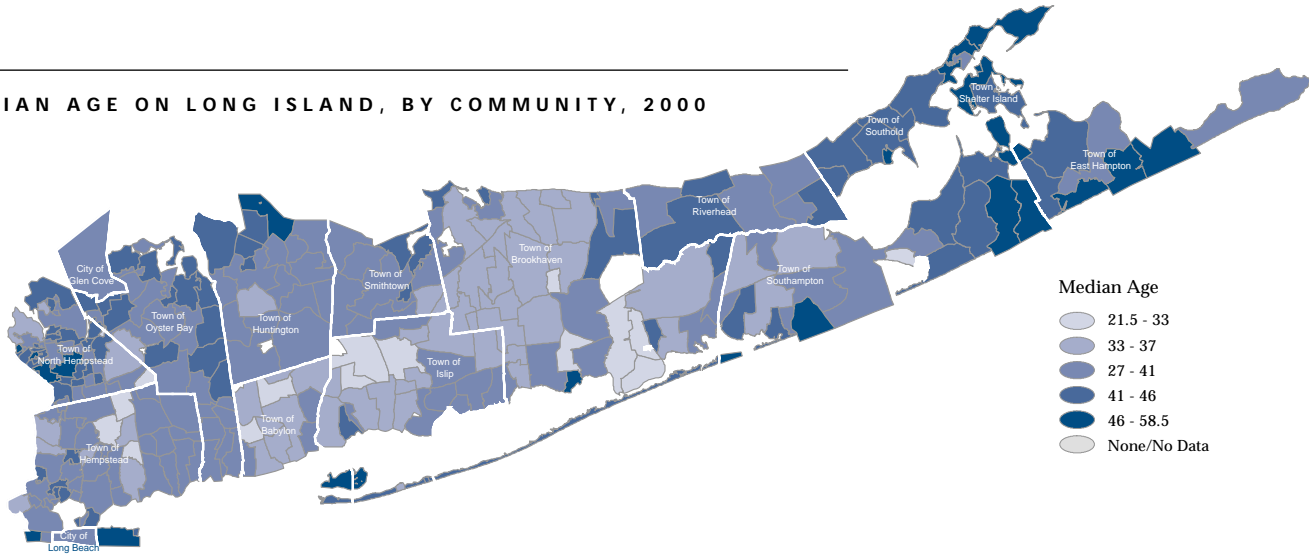 IAN AGE ON LONG ISLAND, BY COMMUNITY, 2000
Town of
Shelter Island
Town of
Southold
Town of
East Hampton
Town of
Riverhead
Town of
Brookhaven
Town of
Southampton
City of
Glen Cove
Town of
Smithtown
Town of
Oyster Bay
Town of
Huntington
Town of
North Hempstead
Town of
Islip
Town of
Babylon
Town of
Hempstead
City of
Long Beach
Median Age
21.5 - 33
33 - 37
27 - 41
41 - 46
46 - 58.5
None/No Data